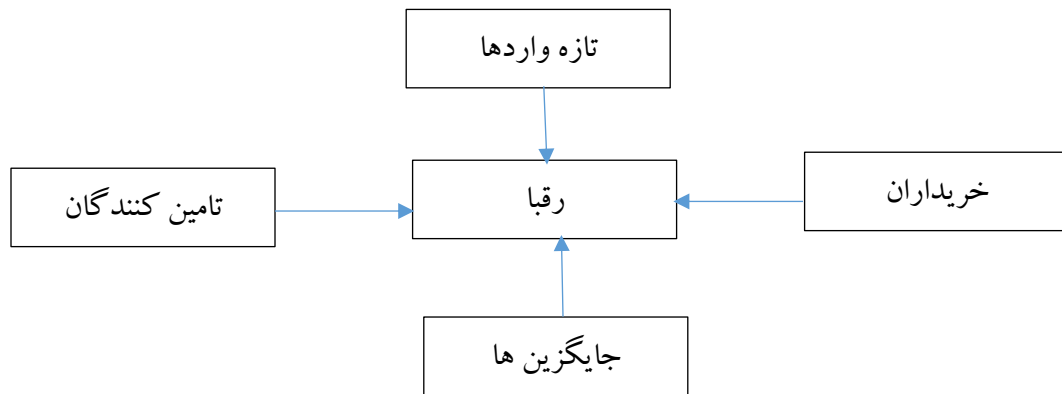 تازه واردها
خریداران
رقبا
تامین کنندگان
جایگزین ها